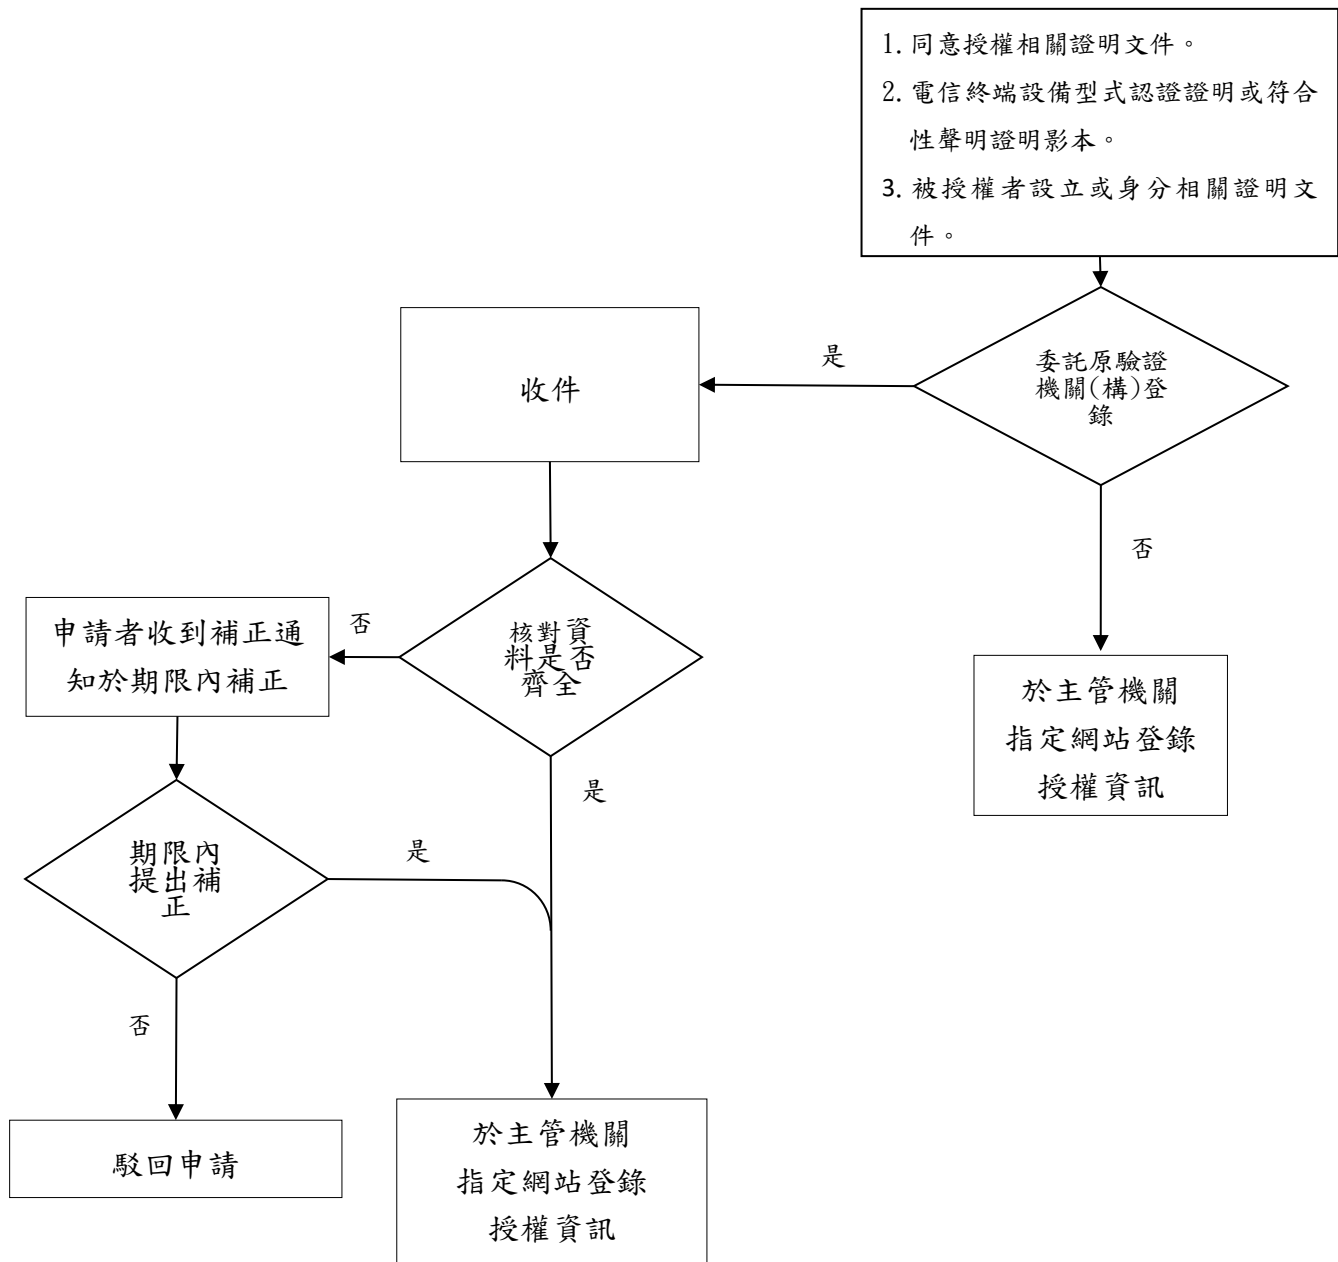 1. 同意授權相關證明文件。
2. 電信終端設備型式認證證明或符合
性聲明證明影本。
3. 被授權者設立或身分相關證明文
件。
委託原驗證
機關(構)登
錄
是
收件
否
於主管機關
指定網站登錄
授權資訊
核對資
料是否
齊全
否
申請者收到補正通
知於期限內補正
是
期限內
提出補
正
是
否
駁回申請
於主管機關
指定網站登錄
授權資訊